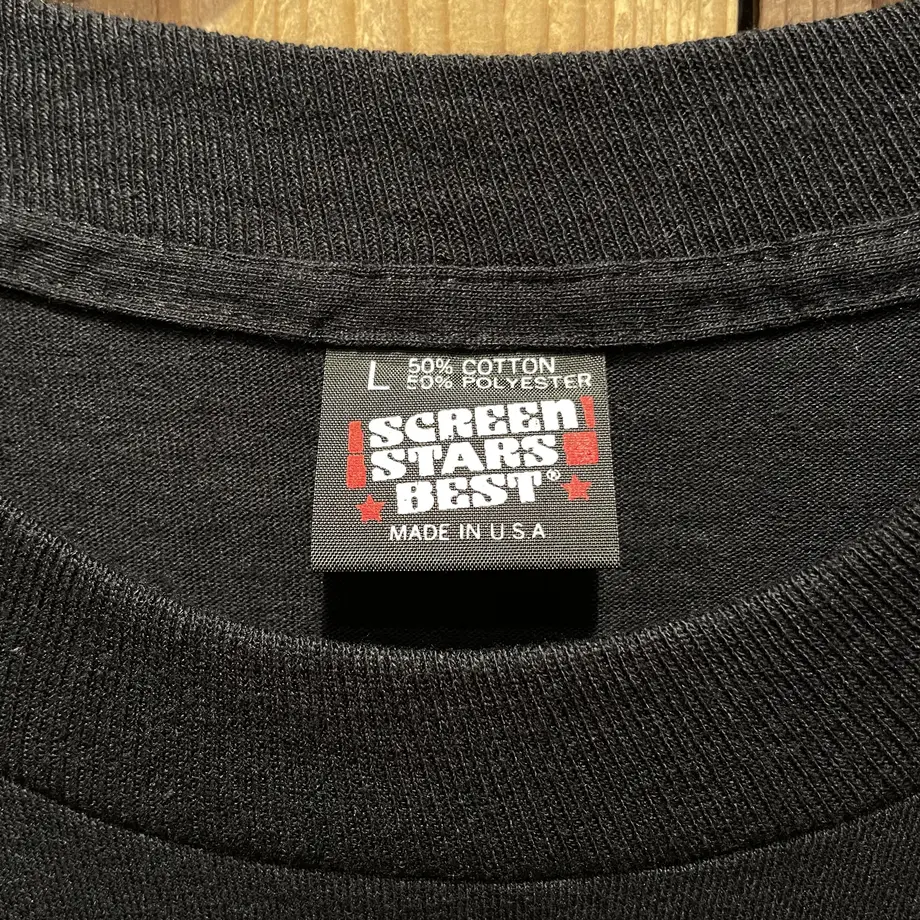 L 50% COTTON
50% POLYESTER
SCREEN
STARS
BEST®
MADE IN U S A